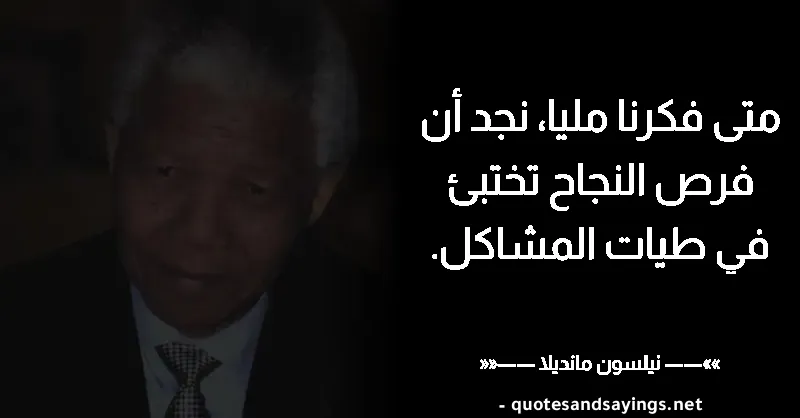 متى فكرنا مليا، نجد أن
فرص النجاح تختبئ
في طيات المشاكل.
»»—— نيلسون مانديلا ——««
- quotesandsayings.net